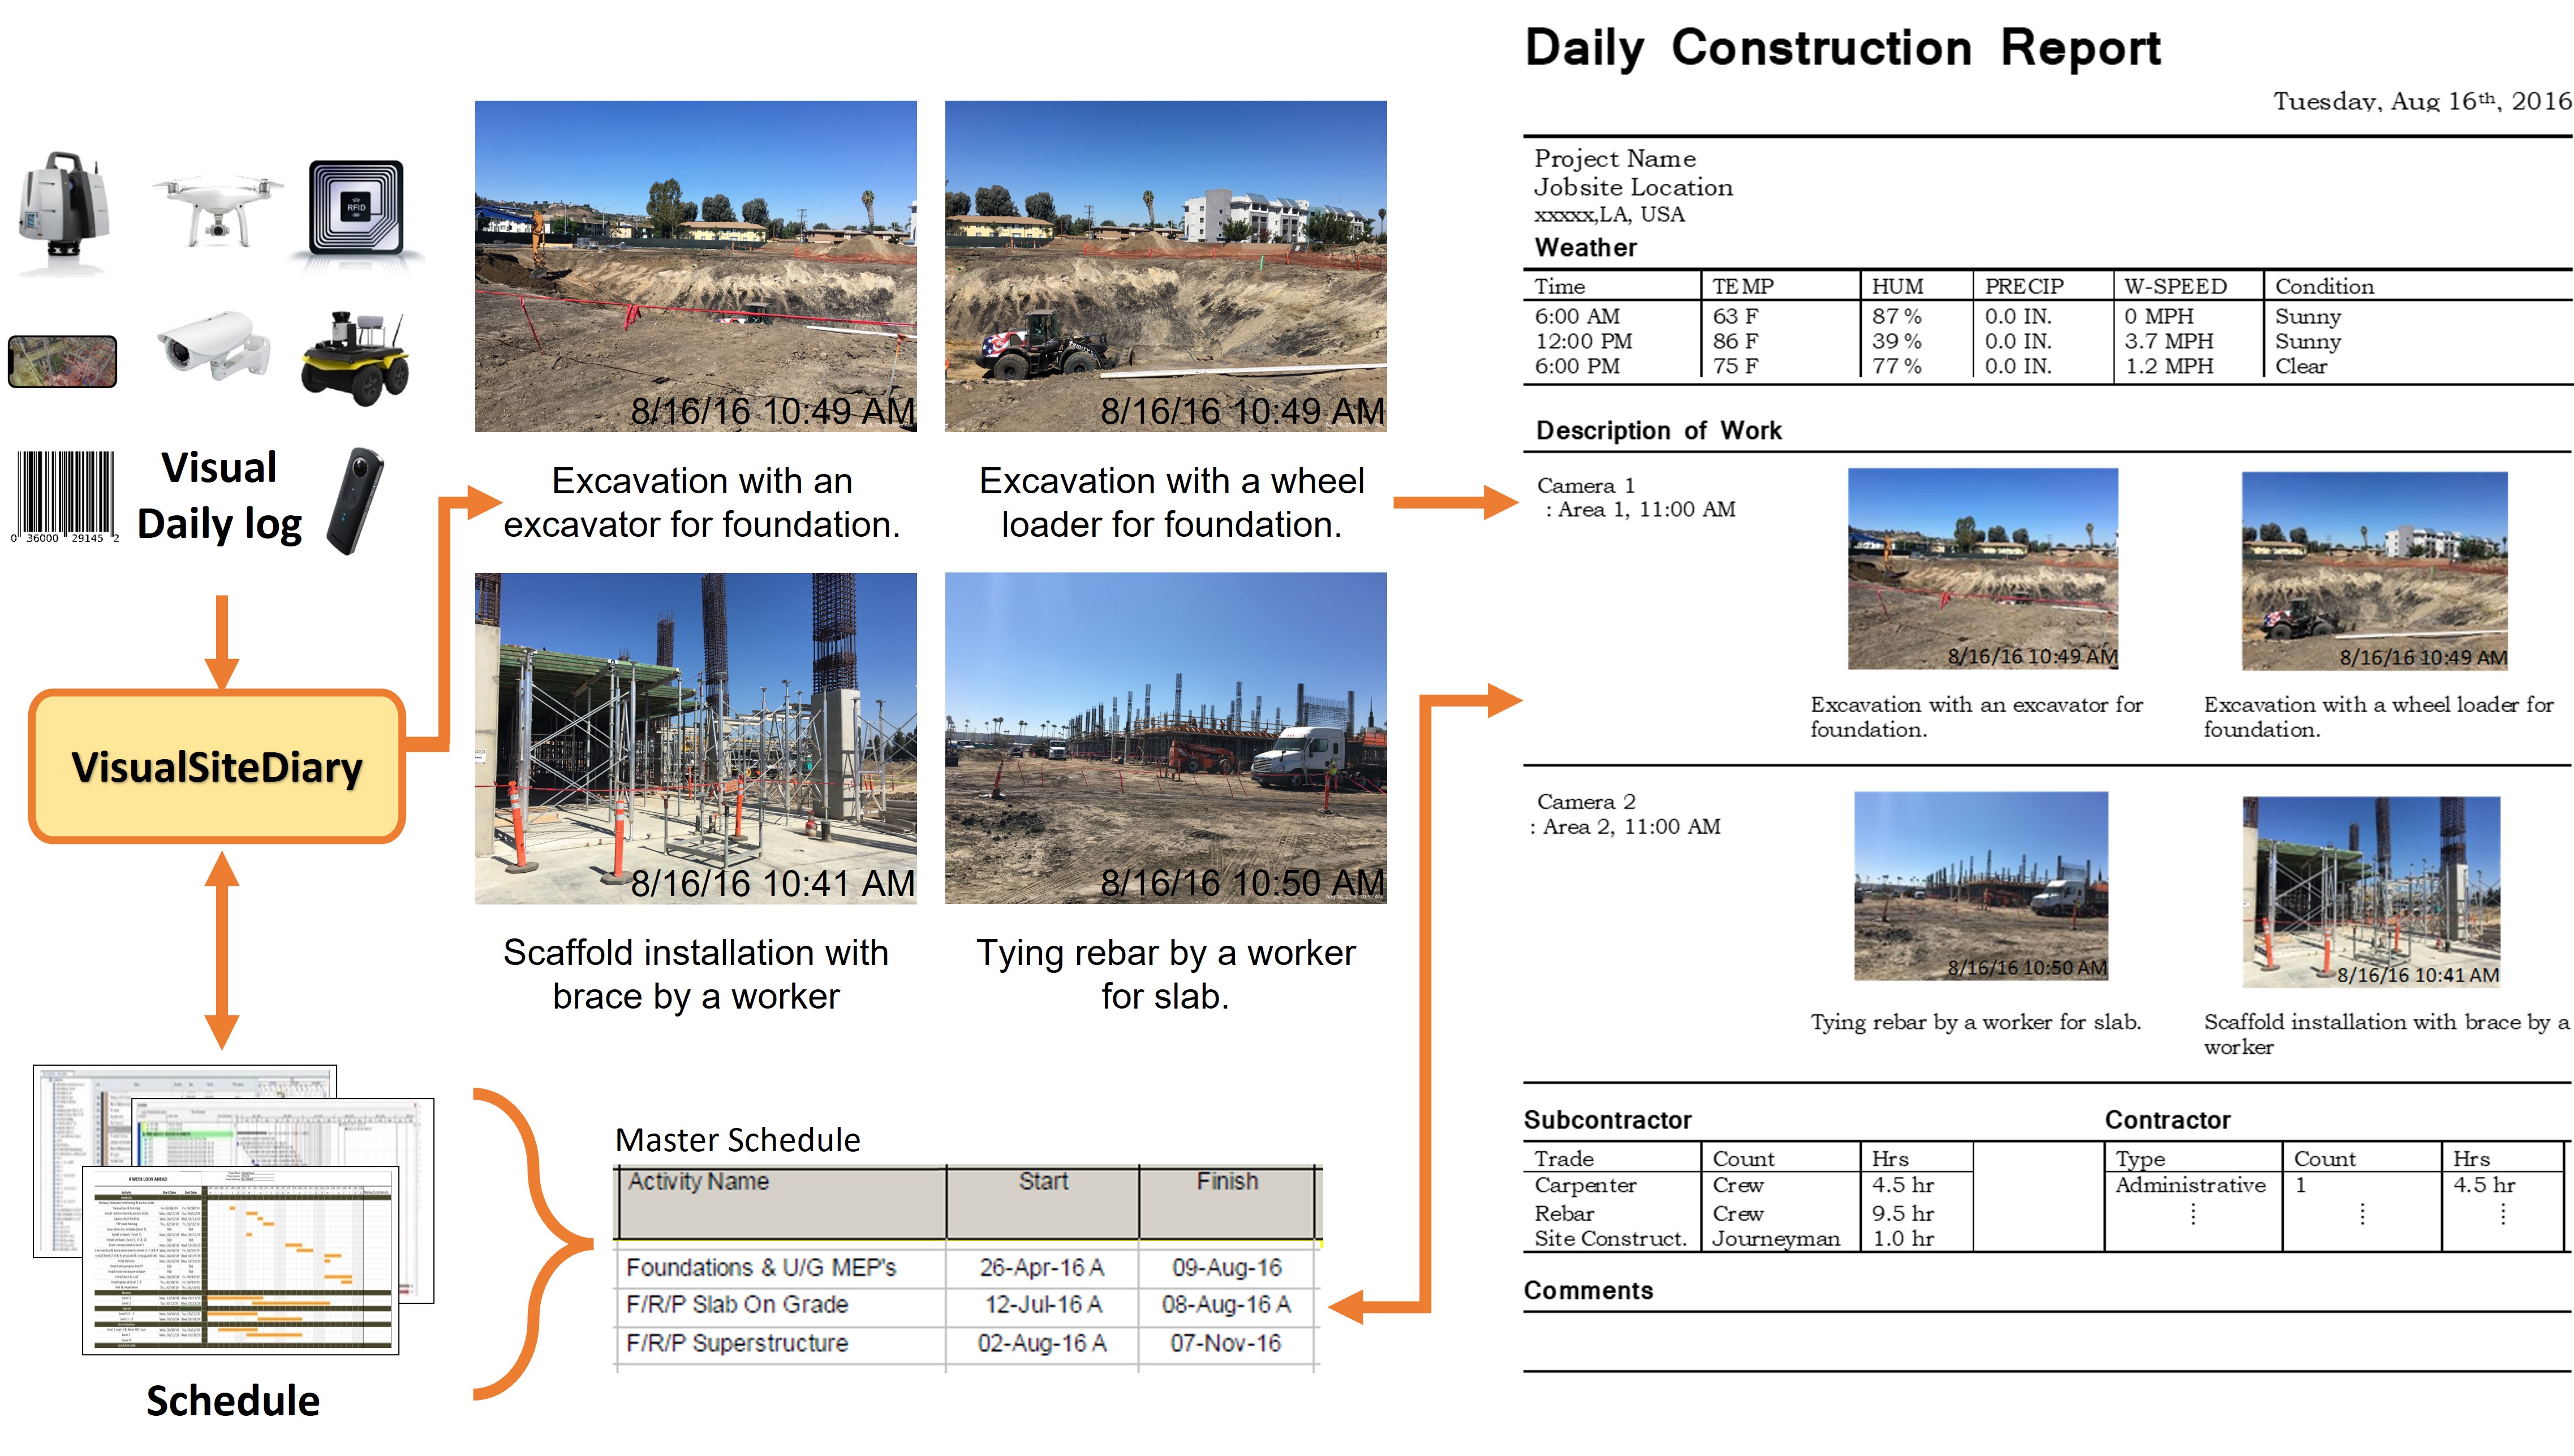 RFID
0 36000 29145 2
Visual
Daily log
VisualSiteDiary
4 WEEK LOOK AHEAD
Schedule
8/16/16 10:49 AM
8/16/16 10:49 AM
Excavation with an
excavator for foundation.
Excavation with a wheel
loader for foundation.
8/16/16 10:41 AM
8/16/16 10:50 AM
Scaffold installation with
brace by a worker
Tying rebar by a worker
for slab.
Master Schedule
Activity Name Start Finish
Foundations & U/G MEP's 26-Apr-16 A 09-Aug-16
F/R/P Slab On Grade 12-Jul-16 A 08-Aug-16 A
F/R/P Superstructure 02-Aug-16 A 07-Nov-16
Daily Construction Report
Tuesday, Aug 16th, 2016
Project Name
Jobsite Location
xxxxx,LA, USA
Weather
Time TEMP HUM PRECIP W-SPEED Condition
6:00 AM 63 F 87 % 0.0 IN. 0 MPH Sunny
12:00 PM 86 F 39 % 0.0 IN. 3.7 MPH Sunny
6:00 PM 75 F 77 % 0.0 IN. 1.2 MPH Clear
Description of Work
Camera 1
: Area 1, 11:00 AM
8/16/16 10:49 AM
8/16/16 10:49 AM
Excavation with an excavator for
foundation.
Excavation with a wheel loader for
foundation.
Camera 2
: Area 2, 11:00 AM
8/16/16 10:50 AM
8/16/16 10:41 AM
Tying rebar by a worker for slab.
Scaffold installation with brace by a
worker
Subcontractor
Trade Count Hrs
Carpenter Crew 4.5 hr
Rebar Crew 9.5 hr
Site Construct. Journeyman 1.0 hr
Contractor
Type Count Hrs
Administrative 1 4.5 hr
Comments